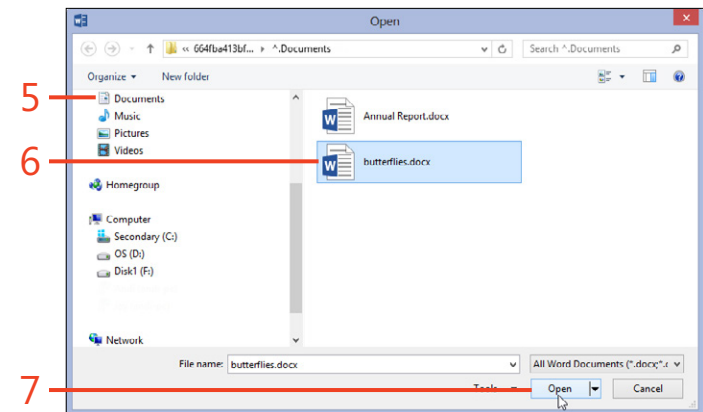 Open
« 664fba413bf... ▸ ^.Documents
Search ^.Documents
Organize
New folder
5
Documents
Music
Pictures
Videos
Annual Report.docx
6
butterflies.docx
Homegroup
Computer
Secondary (C:)
OS (D:)
Disk1 (F:)
Network
File name: butterflies.docx
All Word Documents (*.docx;*.c
7
Tools
Open
Cancel